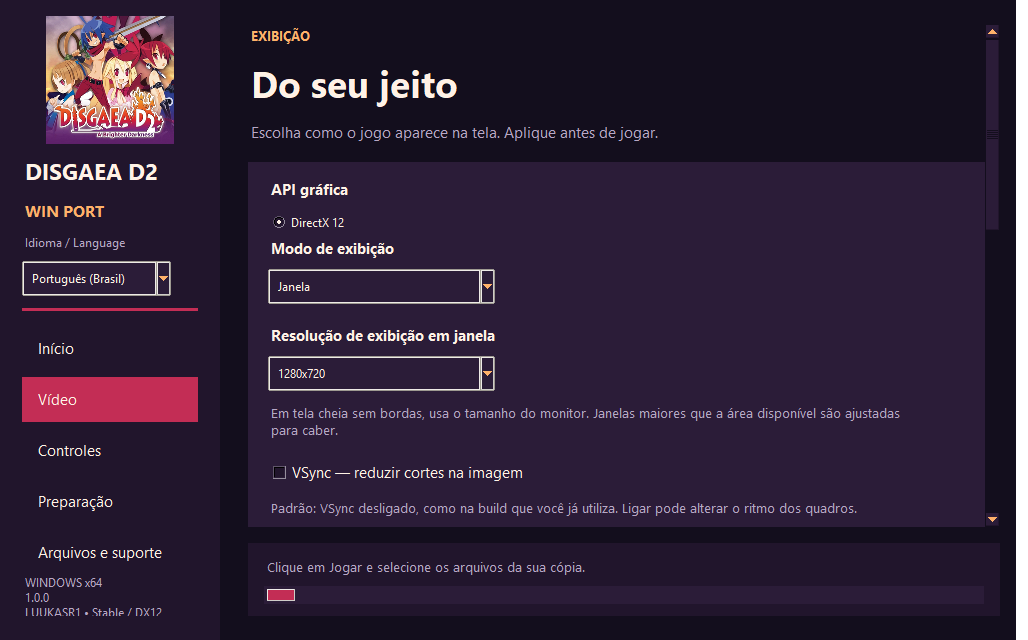 DISGAEA D2
A Brighter Darkness
DISGAEA D2
WIN PORT
Idioma / Language
Português (Brasil)
Início
Vídeo
Controles
Preparação
Arquivos e suporte
WINDOWS x64
1.0.0
LUUKASR1 • Stable / DX12
EXIBIÇÃO
Do seu jeito
Escolha como o jogo aparece na tela. Aplique antes de jogar.
API gráfica
DirectX 12
Modo de exibição
Janela
Resolução de exibição em janela
1280x720
Em tela cheia sem bordas, usa o tamanho do monitor. Janelas maiores que a área disponível são ajustadas
para caber.
VSync — reduzir cortes na imagem
Padrão: VSync desligado, como na build que você já utiliza. Ligar pode alterar o ritmo dos quadros.
Clique em Jogar e selecione os arquivos da sua cópia.